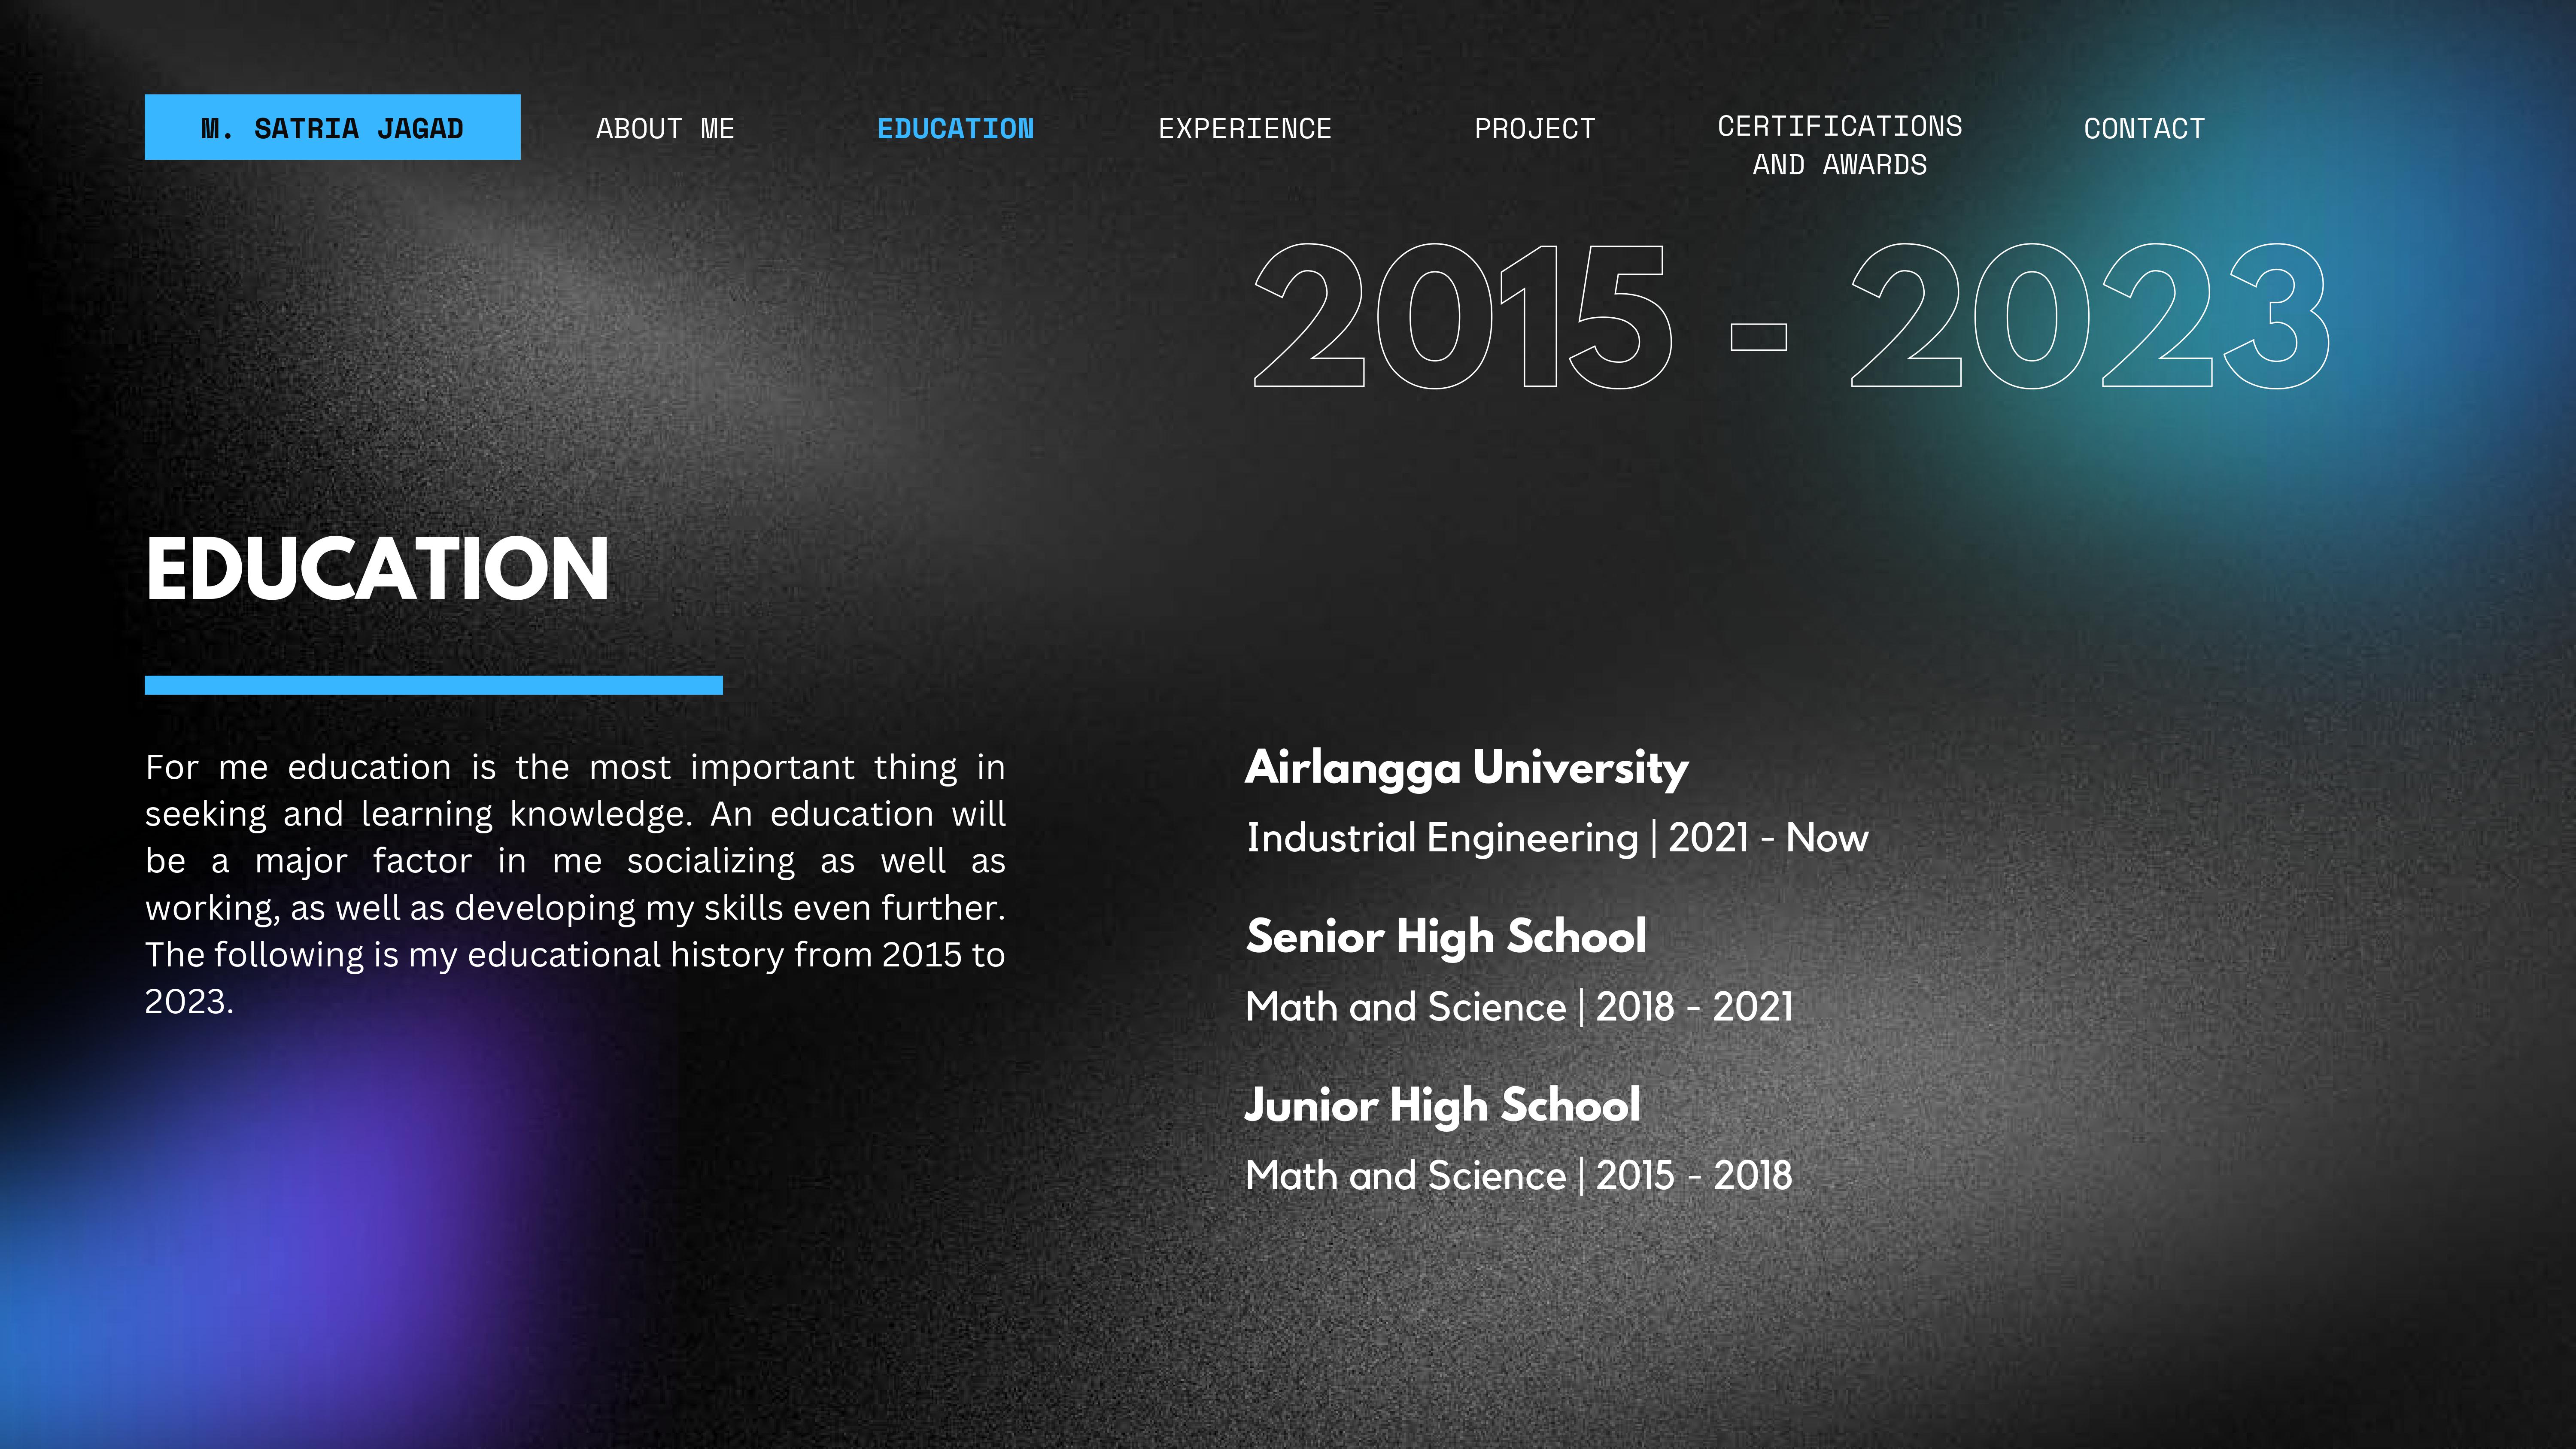 M. SATRIA JAGAD
ABOUT ME
EDUCATION
EXPERIENCE
PROJECT
CERTIFICATIONS
AND AWARDS
CONTACT
2015 - 2023
EDUCATION
For me education is the most important thing in
seeking and learning knowledge. An education will
be a major factor in me socializing as well as
working, as well as developing my skills even further.
The following is my educational history from 2015 to
2023.
Airlangga University
Industrial Engineering | 2021 - Now
Senior High School
Math and Science | 2018 - 2021
Junior High School
Math and Science | 2015 - 2018